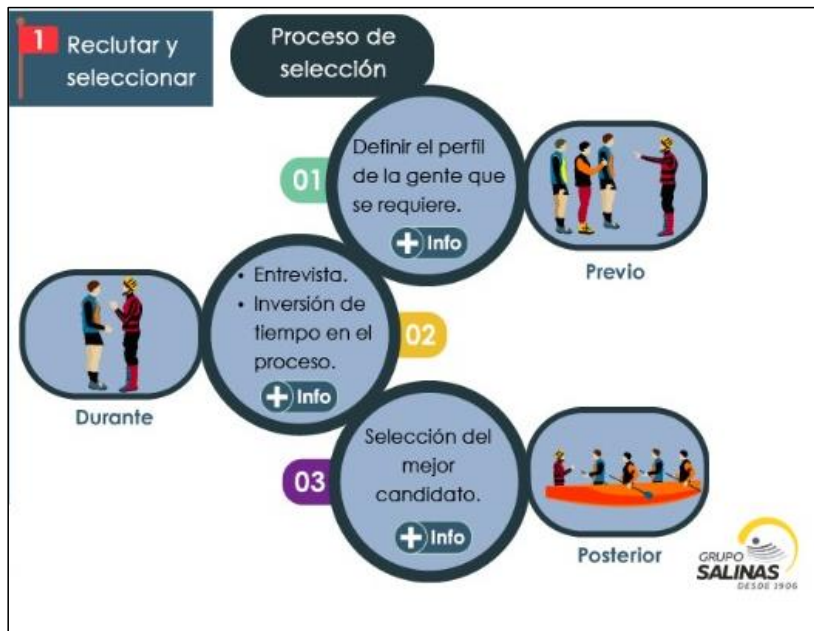 1
Reclutar y
seleccionar
Proceso de
selección
01
Definir el perfil
de la gente que
se requiere.
+ Info
Previo
• Entrevista.
• Inversión de
tiempo en el
proceso.
+ Info
02
Durante
03
Selección del
mejor
candidato.
+ Info
Posterior
GRUPO
SALINAS
DESDE 1906